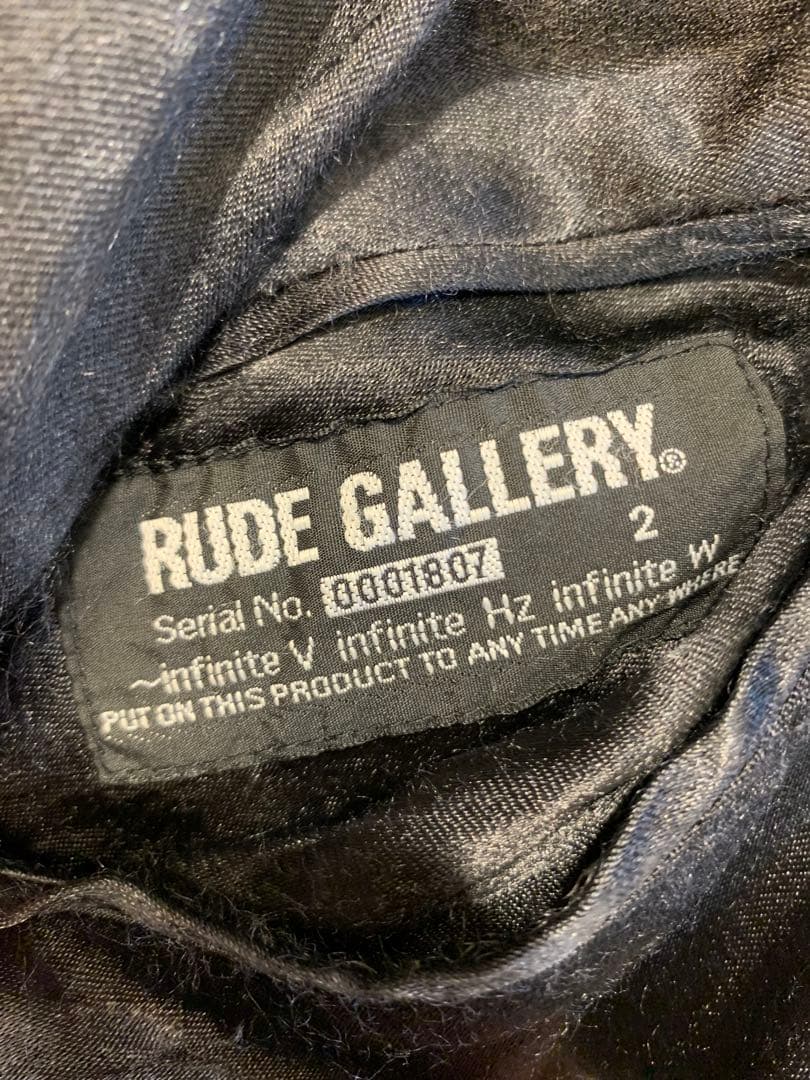 RUDE GALLERY®
2
Serial No. 0001807
~infinite V infinite Hz infinite W
PUT ON THIS PRODUCT TO ANY TIME ANY WHERE